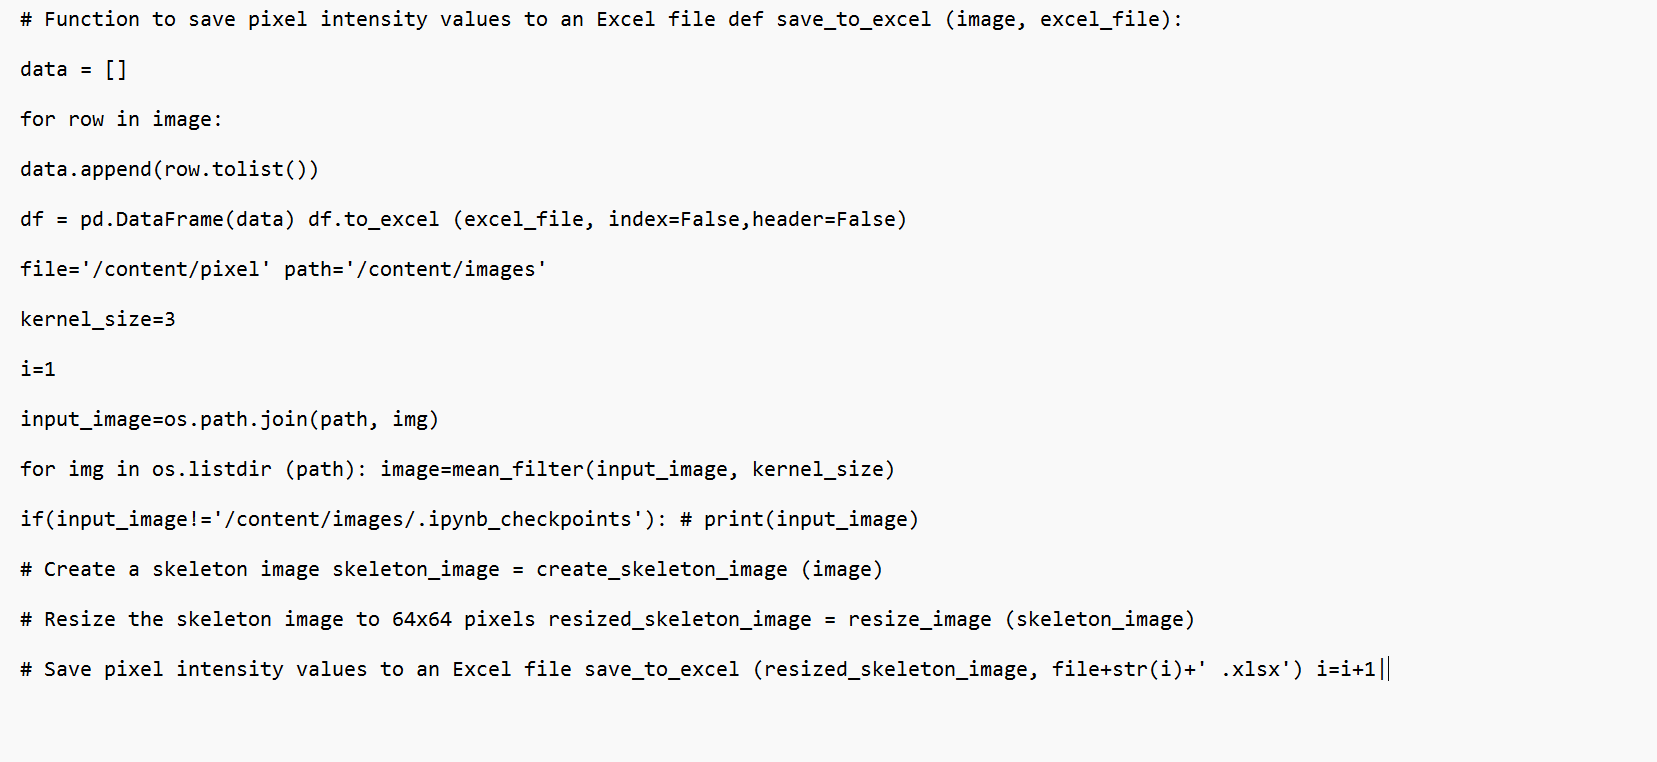 # Function to save pixel intensity values to an Excel file def save_to_excel (image, excel_file):
data = []
for row in image:
data.append(row.tolist())
df = pd.DataFrame(data) df.to_excel (excel_file, index=False,header=False)
file='/content/pixel' path='/content/images'
kernel_size=3
i=1
input_image=os.path.join(path, img)
for img in os.listdir (path): image=mean_filter(input_image, kernel_size)
if(input_image!='/content/images/.ipynb_checkpoints'): # print(input_image)
# Create a skeleton image skeleton_image = create_skeleton_image (image)
# Resize the skeleton image to 64x64 pixels resized_skeleton_image = resize_image (skeleton_image)
# Save pixel intensity values to an Excel file save_to_excel (resized_skeleton_image, file+str(i)+' .xlsx') i=i+1||